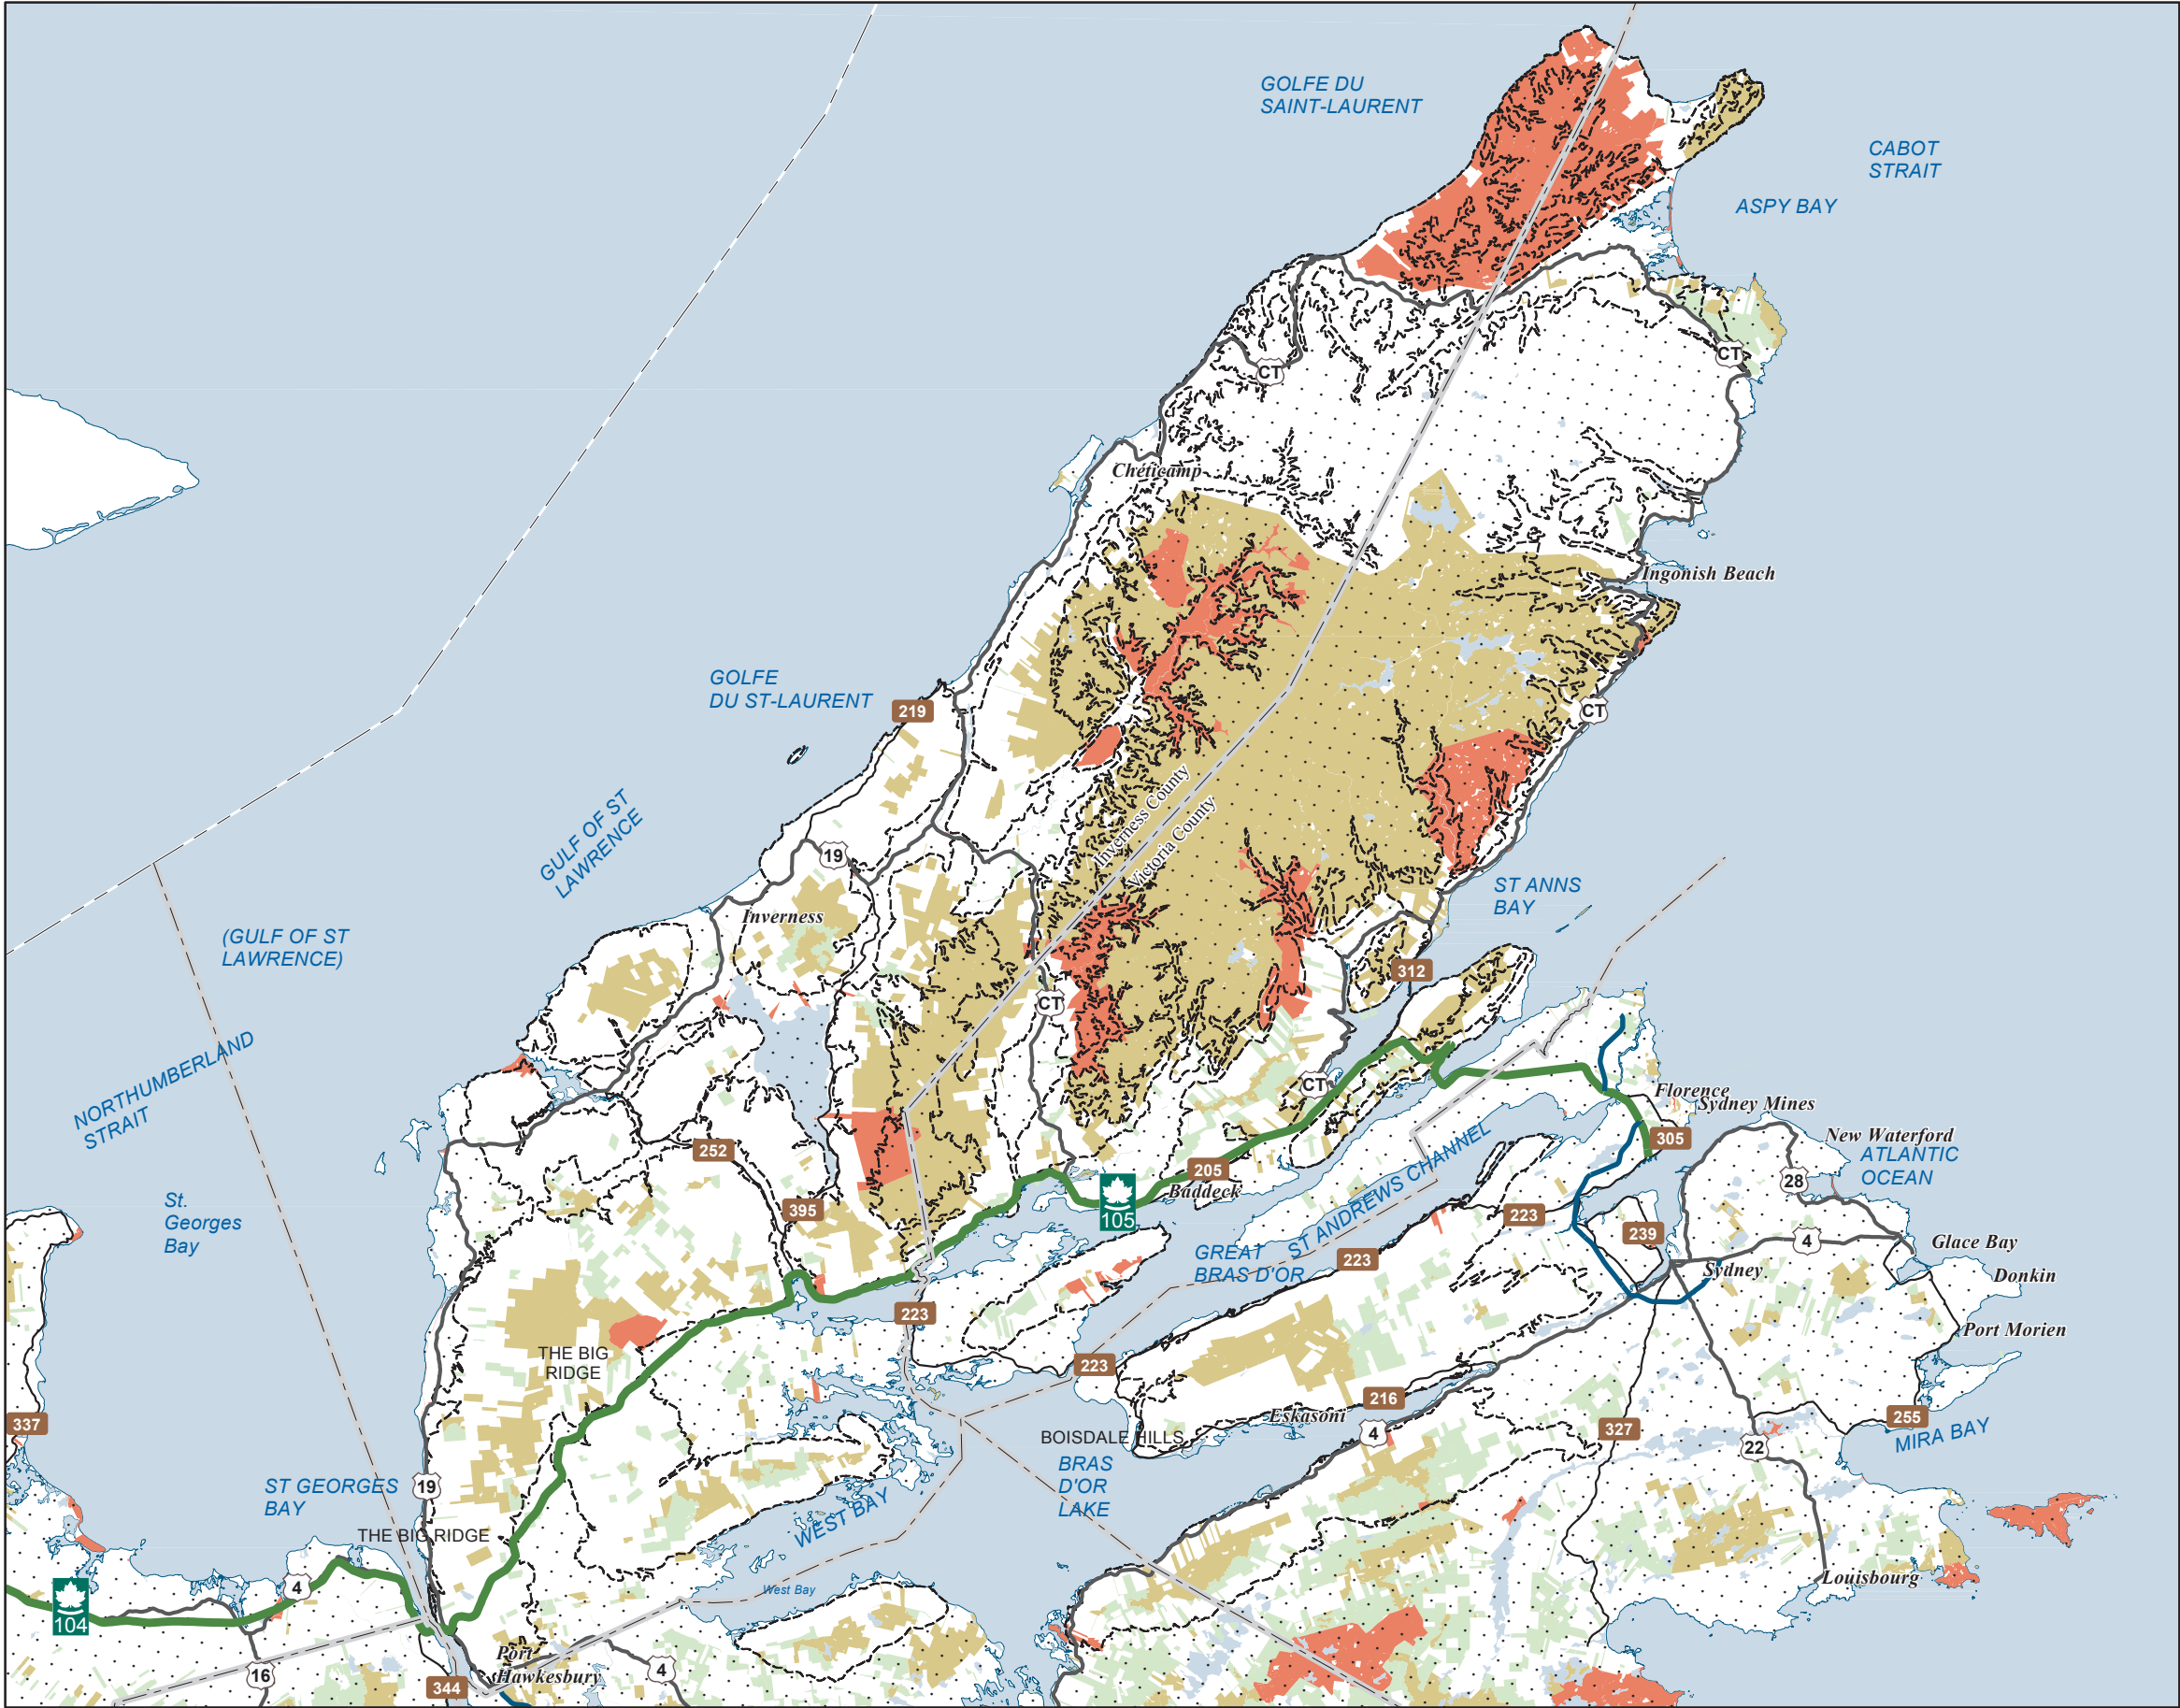 GOLFE DU
SAINT-LAURENT
CABOT
STRAIT
ASPY BAY
CT
CT
Chéticamp
Ingonish Beach
GOLFE
DU ST-LAURENT
219
CT
Inverness County
Victoria County
GULF OF ST
LAWRENCE
19
ST ANNS
BAY
Inverness
(GULF OF ST
LAWRENCE)
312
CT
NORTHUMBERLAND
STRAIT
CT
Florence
Sydney Mines
305
New Waterford
ATLANTIC
OCEAN
252
205
Baddeck
105
28
St.
Georges
Bay
395
ST ANDREWS CHANNEL
223
239
4
Glace Bay
GREAT
BRAS D'OR
223
Sydney
Donkin
223
Port Morien
THE BIG
RIDGE
223
216
Eskasoni
337
4
327
255
BOISDALE HILLS
22
MIRA BAY
BRAS
D'OR
LAKE
19
ST GEORGES
BAY
WEST BAY
THE BIG RIDGE
Louisbourg
4
West Bay
104
Port
Hawkesbury
16
4
344